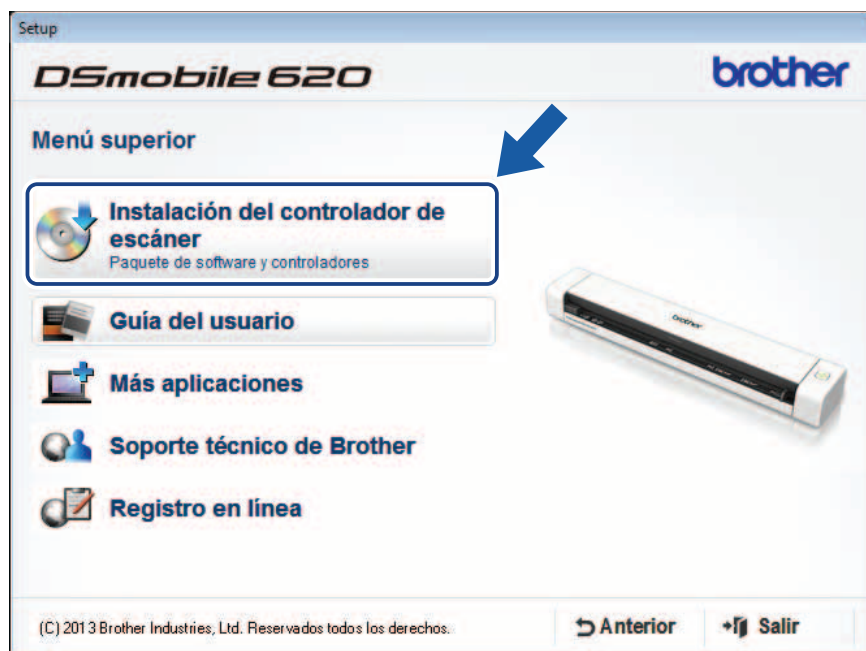 Setup
DSmobile 620
brother
Menú superior
Instalación del controlador de
escáner
Paquete de software y controladores
Guía del usuario
Más aplicaciones
Soporte técnico de Brother
Registro en línea
brother
(C) 2013 Brother Industries, Ltd. Reservados todos los derechos.
Anterior
Salir